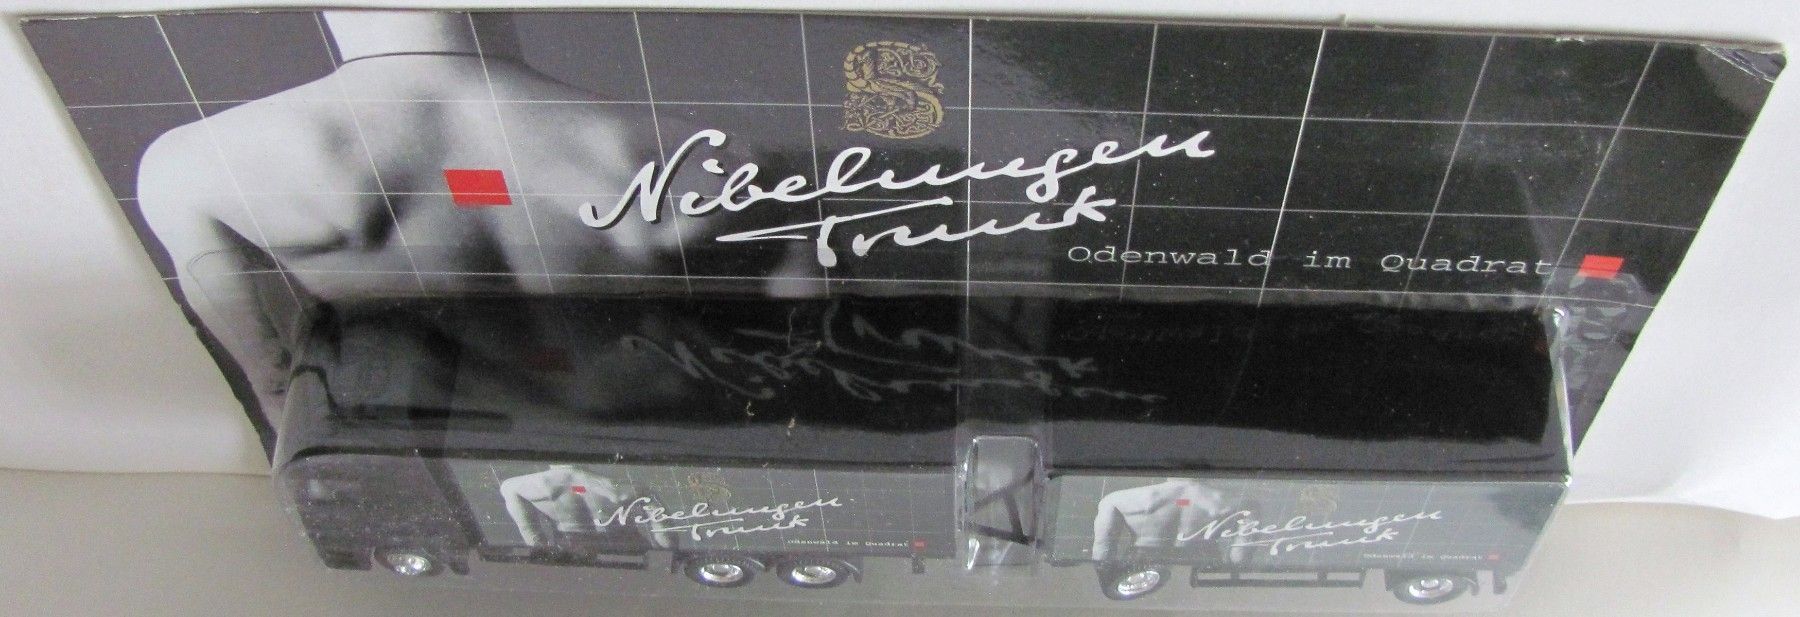 S
Nibelungen
Trunk
Odenwald im Quadrat
Nibelungen
Trunk
Odenwald im Quadrat
Nibelungen
Trunk
Odenwald im Quadrat